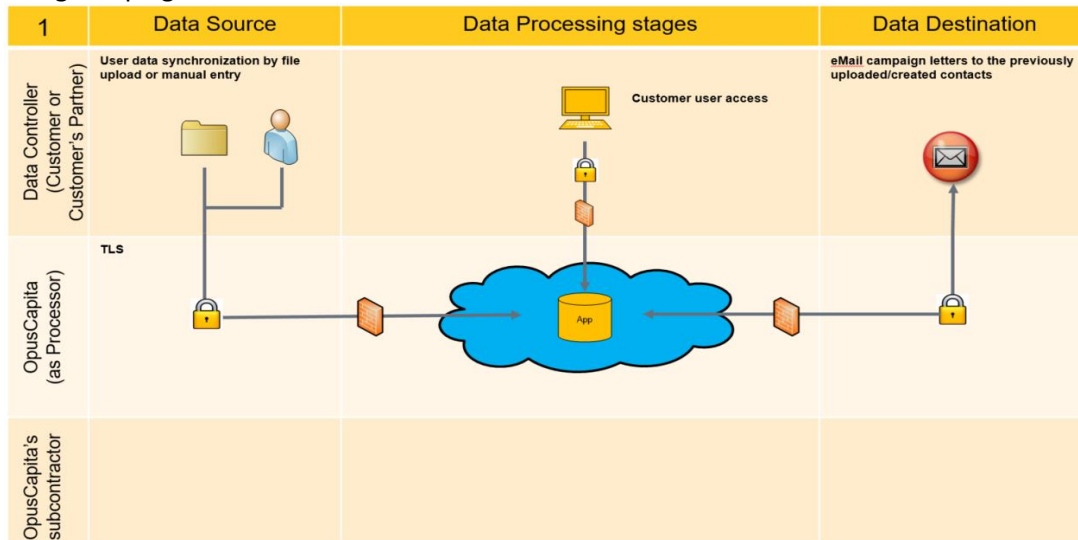 1
Data Source
Data Processing stages
Data Destination
Data Controller
(Customer or
Customer's Partner)
User data synchronization by file
upload or manual entry
Customer user access
eMail campaign letters to the previously
uploaded/created contacts
OpusCapita
(as Processor)
TLS
App
OpusCapita's
subcontractor